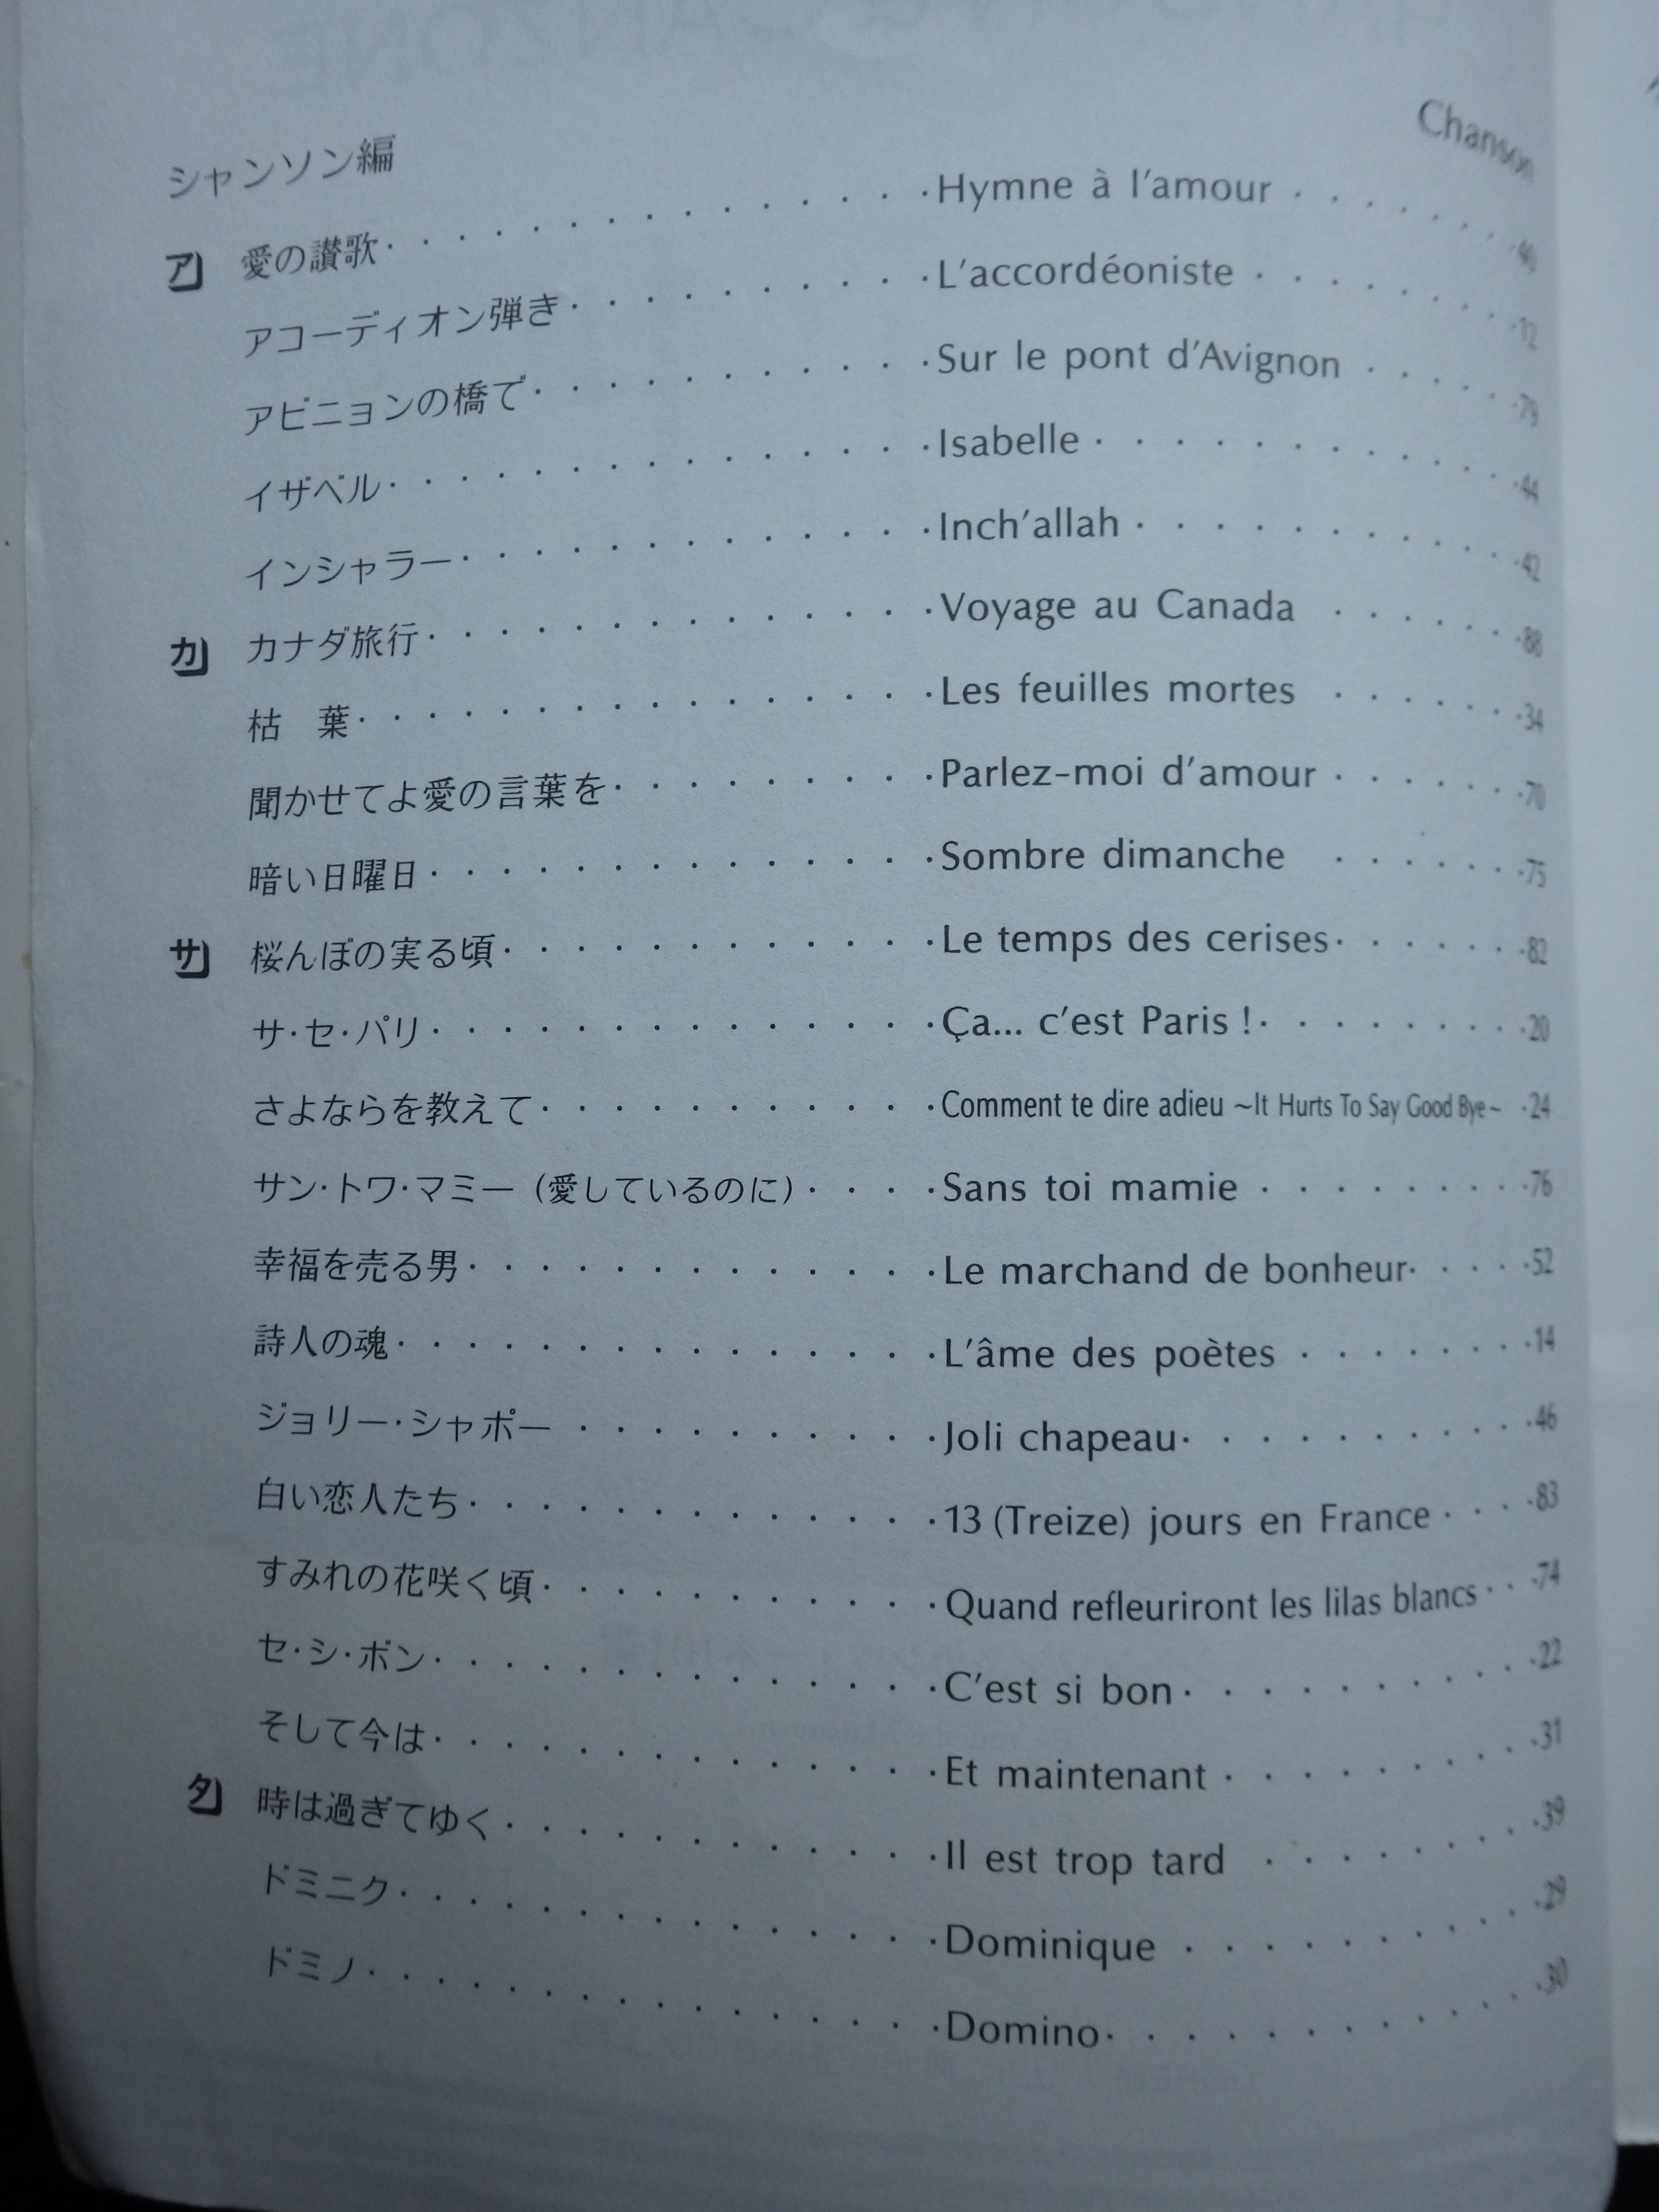 シャンソン編 Chanson
ア 愛の讃歌 Hymne à l'amour 40
アコーディオン弾き L'accordéoniste 12
アビニョンの橋で Sur le pont d'Avignon 79
イザベル Isabelle 44
インシャラー Inch'allah 42
カ カナダ旅行 Voyage au Canada 88
枯 葉 Les feuilles mortes 34
聞かせてよ愛の言葉を Parlez-moi d'amour 70
暗い日曜日 Sombre dimanche 75
サ 桜んぼの実る頃 Le temps des cerises 82
サ・セ・パリ Ça... c'est Paris ! 20
さよならを教えて Comment te dire adieu ~It Hurts To Say Good Bye~ 24
サン・トワ・マミー（愛しているのに） Sans toi mamie 76
幸福を売る男 Le marchand de bonheur 52
詩人の魂 L'âme des poètes 14
ジョリー・シャポー Joli chapeau 46
白い恋人たち 13 (Treize) jours en France 83
すみれの花咲く頃 Quand refleuriront les lilas blancs 74
セ・シ・ボン C'est si bon 22
そして今は Et maintenant 31
タ 時は過ぎてゆく Il est trop tard 39
ドミニク Dominique 29
ドミノ Domino 30